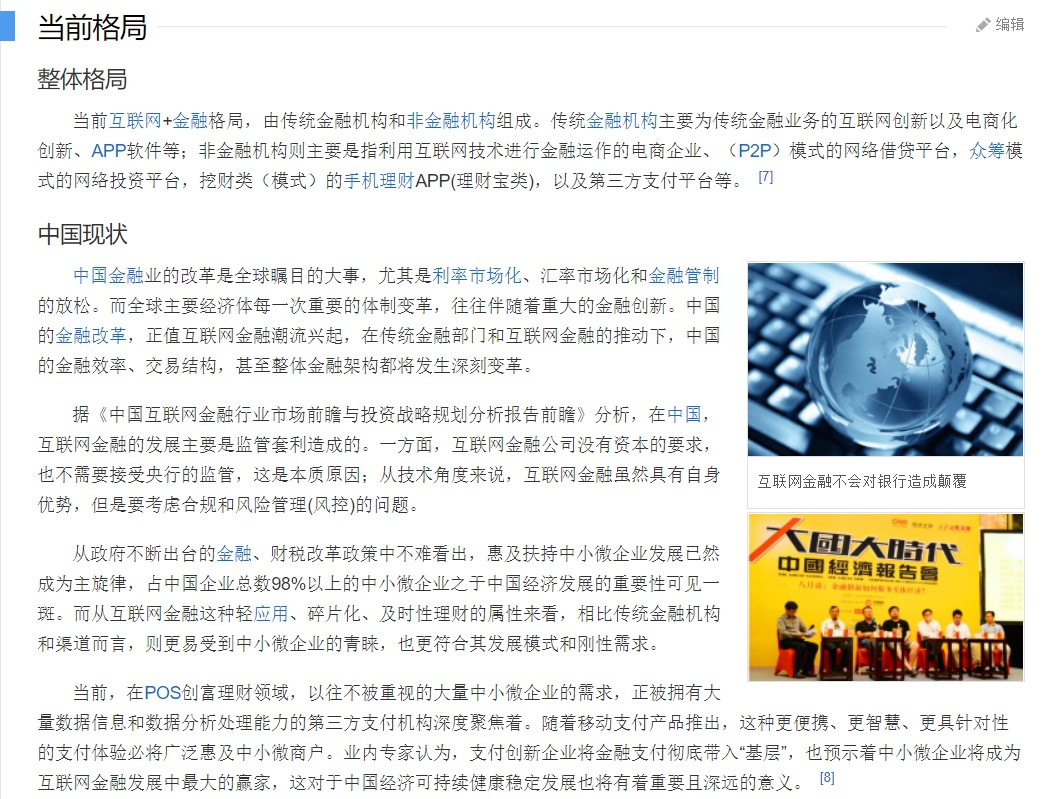 当前格局
编辑
整体格局
当前互联网+金融格局，由传统金融机构和非金融机构组成。传统金融机构主要为传统金融业务的互联网创新以及电商化
创新、APP软件等；非金融机构则主要是指利用互联网技术进行金融运作的电商企业、（P2P）模式的网络借贷平台，众筹模
式的网络投资平台，挖财类（模式）的手机理财APP(理财宝类)，以及第三方支付平台等。 [7]
中国现状
中国金融业的改革是全球瞩目的大事，尤其是利率市场化、汇率市场化和金融管制
的放松。而全球主要经济体每一次重要的体制变革，往往伴随着重大的金融创新。中国
的金融改革，正值互联网金融潮流兴起，在传统金融部门和互联网金融的推动下，中国
的金融效率、交易结构，甚至整体金融架构都将发生深刻变革。
据《中国互联网金融行业市场前瞻与投资战略规划分析报告前瞻》分析，在中国，
互联网金融的发展主要是监管套利造成的。一方面，互联网金融公司没有资本的要求，
也不需要接受央行的监管，这是本质原因；从技术角度来说，互联网金融虽然具有自身
优势，但是要考虑合规和风险管理(风控)的问题。
从政府不断出台的金融、财税改革政策中不难看出，惠及扶持中小微企业发展已然
成为主旋律，占中国企业总数98%以上的中小微企业之于中国经济发展的重要性可见一
斑。而从互联网金融这种轻应用、碎片化、及时性理财的属性来看，相比传统金融机构
和渠道而言，则更易受到中小微企业的青睐，也更符合其发展模式和刚性需求。
当前，在POS创富理财领域，以往不被重视的大量中小微企业的需求，正被拥有大
量数据信息和数据分析处理能力的第三方支付机构深度聚焦着。随着移动支付产品推出，这种更便携、更智慧、更具针对性
的支付体验必将广泛惠及中小微商户。业内专家认为，支付创新企业将金融支付彻底带入“基层”，也预示着中小微企业将成为
互联网金融发展中最大的赢家，这对于中国经济可持续健康稳定发展也将有着重要且深远的意义。 [8]
互联网金融不会对银行造成颠覆
大國大時代
中國經濟報告會